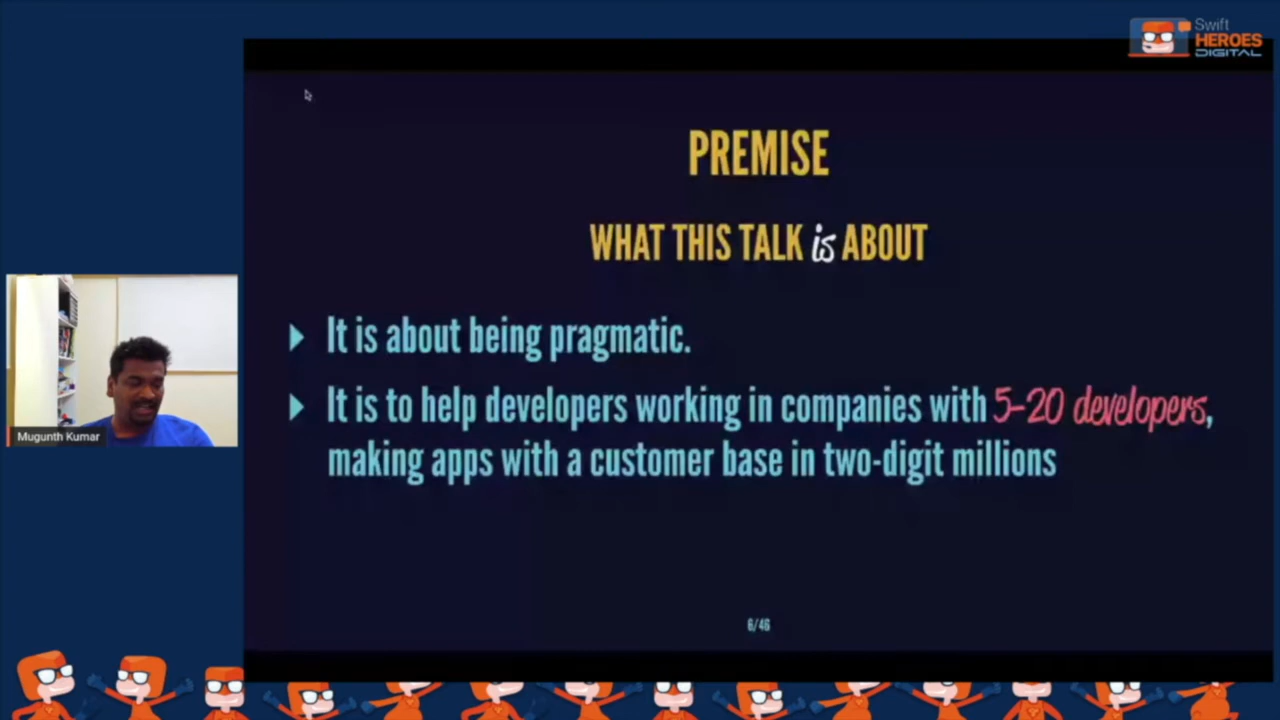 Swift
HEROES
DIGITAL
PREMISE
WHAT THIS TALK is ABOUT
It is about being pragmatic.
It is to help developers working in companies with 5-20 developers,
making apps with a customer base in two-digit millions
Mugunth Kumar
6/46